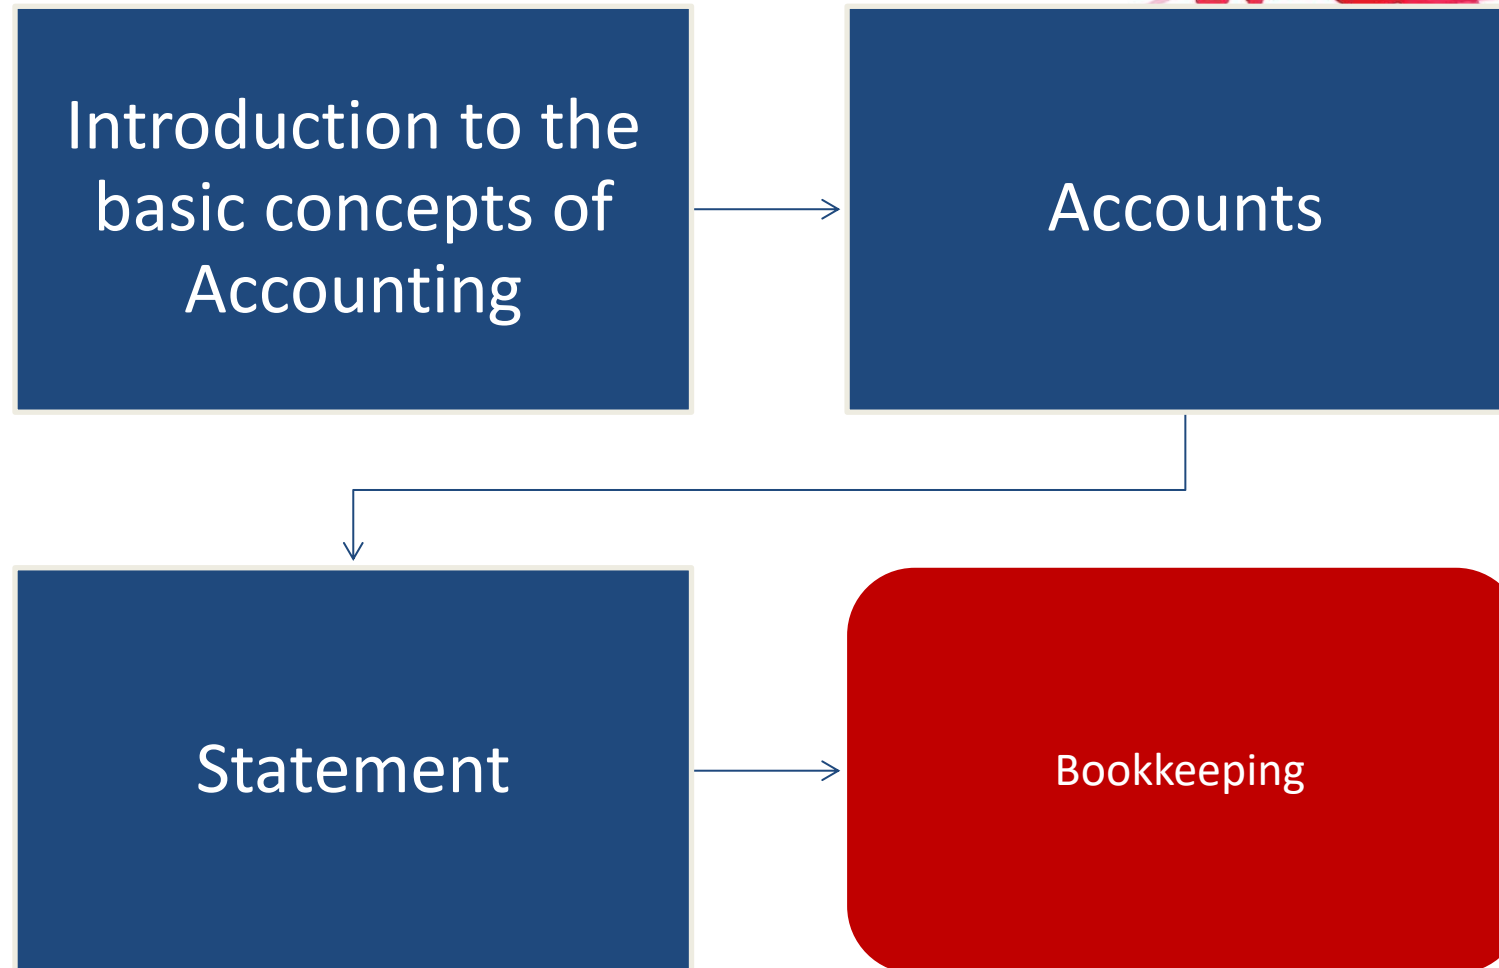 Introduction to the
basic concepts of
Accounting
Accounts
Statement
Bookkeeping